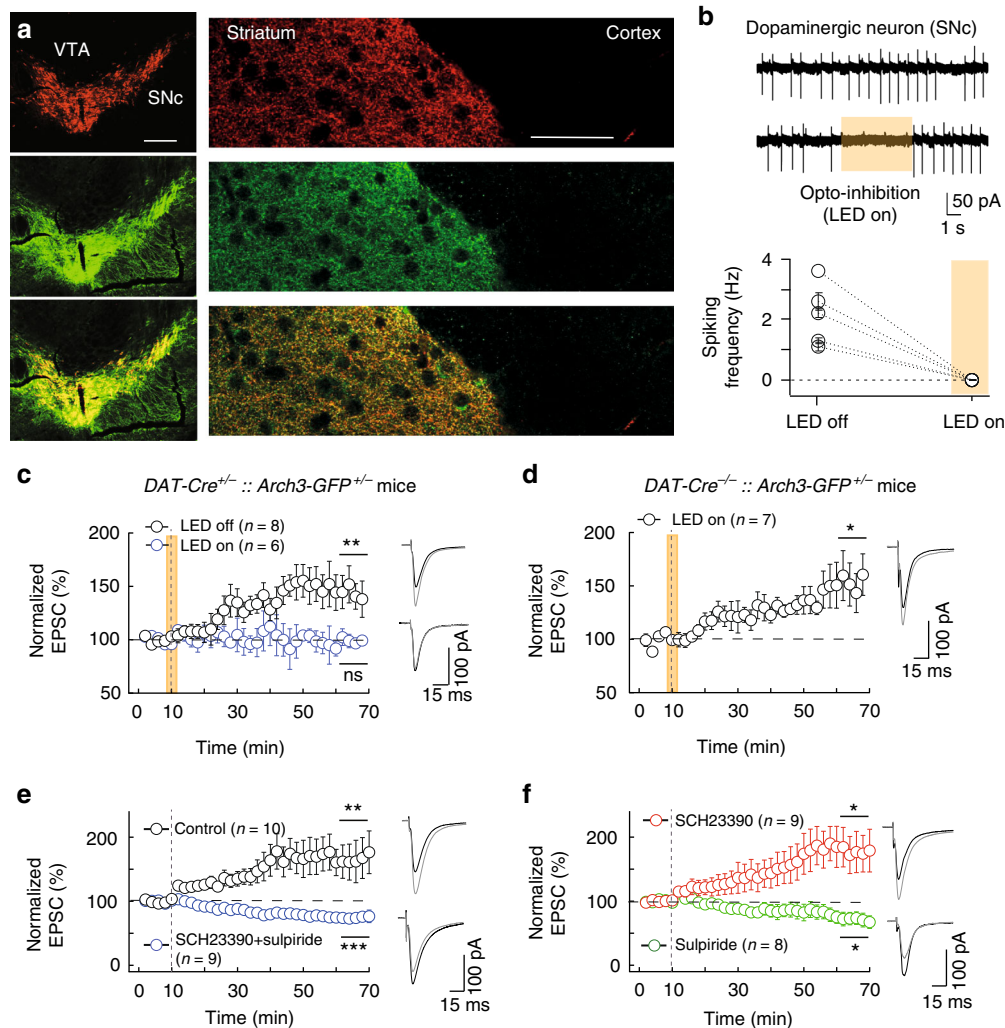 a
VTA
SNc
Striatum
Cortex
b
Dopaminergic neuron (SNc)
Opto-inhibition
(LED on)
50 pA
1 s
Spiking
frequency (Hz)
4
2
0
LED off
LED on
c
DAT-Cre+/– :: Arch3-GFP+/– mice
LED off (n = 8)
LED on (n = 6)
**
ns
Normalized
EPSC (%)
200
150
100
50
0
10
30
50
70
Time (min)
100 pA
15 ms
d
DAT-Cre–/– :: Arch3-GFP+/– mice
LED on (n = 7)
*
Normalized
EPSC (%)
200
150
100
50
0
10
30
50
70
Time (min)
100 pA
15 ms
e
Control (n = 10)
**
SCH23390+sulpiride
(n = 9)
***
Normalized
EPSC (%)
200
100
0
0
10
30
50
70
Time (min)
100 pA
15 ms
f
SCH23390 (n = 9)
*
Sulpiride (n = 8)
*
Normalized
EPSC (%)
200
100
0
0
10
30
50
70
Time (min)
100 pA
15 ms